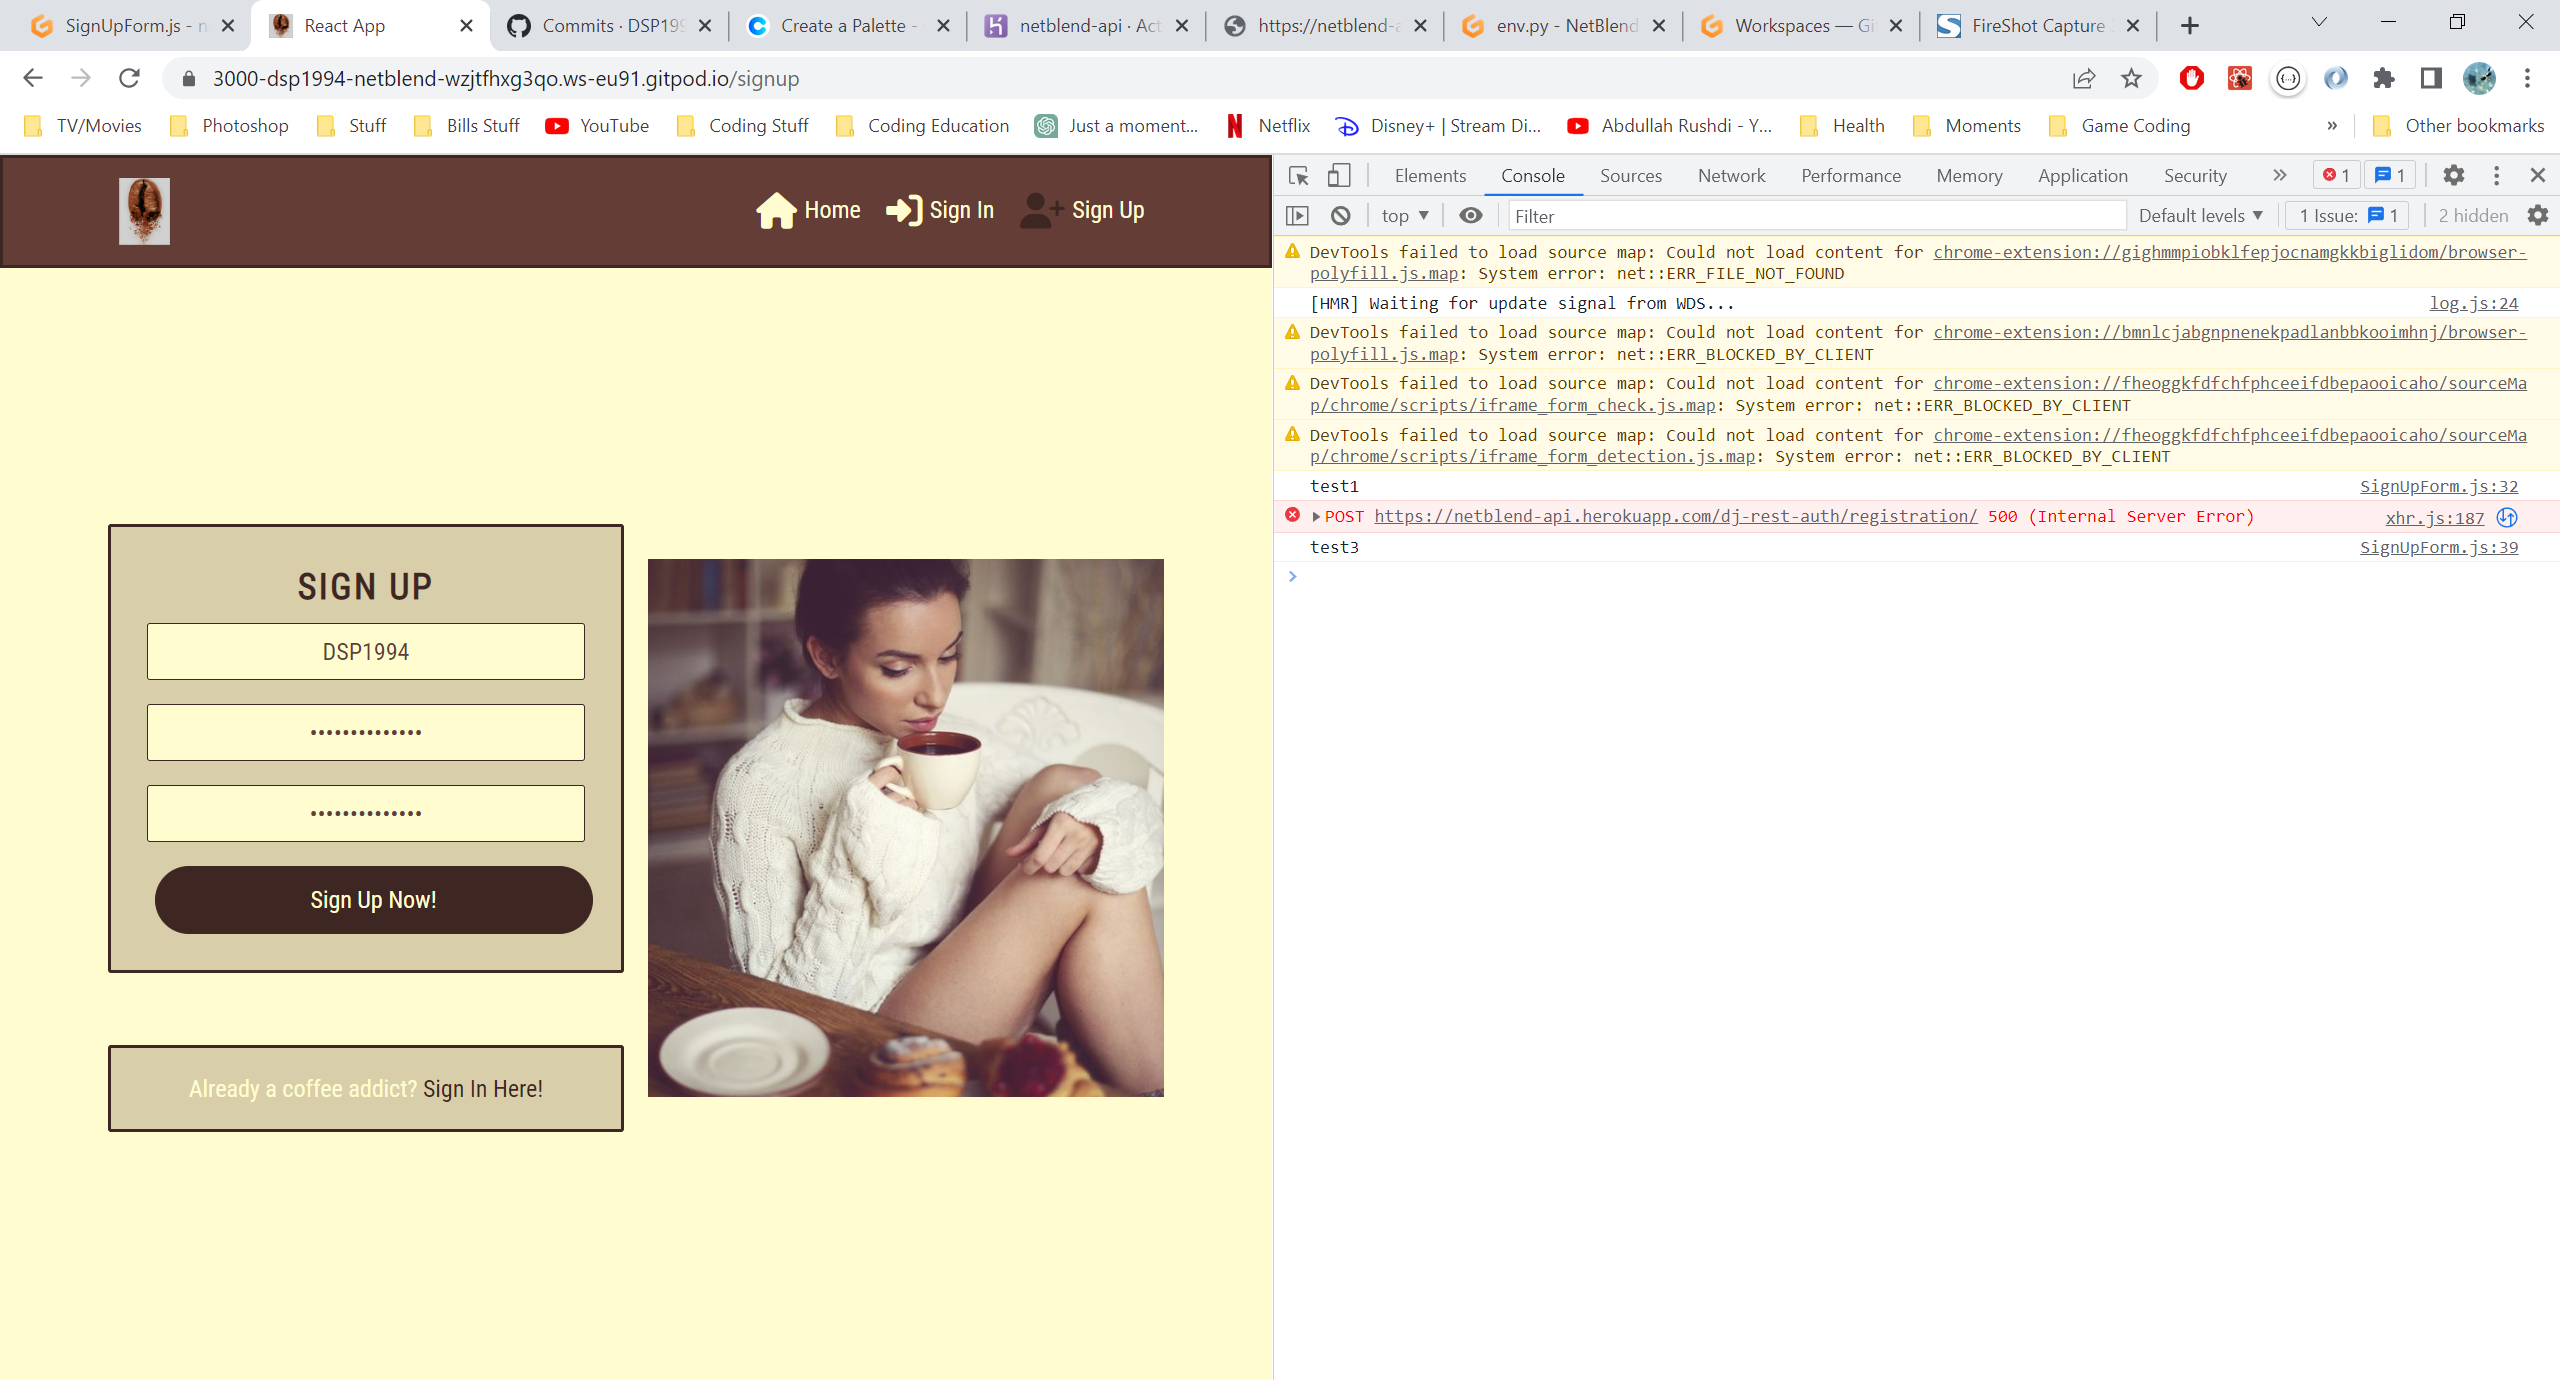 SignUpForm.js - n
React App
Commits · DSP199
Create a Palette -
netblend-api · Act
https://netblend-a
env.py - NetBlend
Workspaces — Gi
FireShot Capture
3000-dsp1994-netblend-wzjtfhxg3qo.ws-eu91.gitpod.io/signup
TV/Movies
Photoshop
Stuff
Bills Stuff
YouTube
Coding Stuff
Coding Education
Just a moment...
Netflix
Disney+ | Stream Di...
Abdullah Rushdi - Y...
Health
Moments
Game Coding
»
Other bookmarks
Home
Sign In
Sign Up
SIGN UP
DSP1994
••••••••••••••
••••••••••••••
Sign Up Now!
Already a coffee addict? Sign In Here!
Elements
Console
Sources
Network
Performance
Memory
Application
Security
»
1
1
top ▼
Filter
Default levels ▼
1 Issue: 1
2 hidden
DevTools failed to load source map: Could not load content for chrome-extension://gighmmpiobklfepjocnamgkkbiglidom/browser-
polyfill.js.map: System error: net::ERR_FILE_NOT_FOUND
[HMR] Waiting for update signal from WDS... log.js:24
DevTools failed to load source map: Could not load content for chrome-extension://bmnlcjabgnpnenekpadlanbbkooimhnj/browser-
polyfill.js.map: System error: net::ERR_BLOCKED_BY_CLIENT
DevTools failed to load source map: Could not load content for chrome-extension://fheoggkfdfchfphceeifdbepaooicaho/sourceMa
p/chrome/scripts/iframe_form_check.js.map: System error: net::ERR_BLOCKED_BY_CLIENT
DevTools failed to load source map: Could not load content for chrome-extension://fheoggkfdfchfphceeifdbepaooicaho/sourceMa
p/chrome/scripts/iframe_form_detection.js.map: System error: net::ERR_BLOCKED_BY_CLIENT
test1 SignUpForm.js:32
POST https://netblend-api.herokuapp.com/dj-rest-auth/registration/ 500 (Internal Server Error) xhr.js:187
test3 SignUpForm.js:39